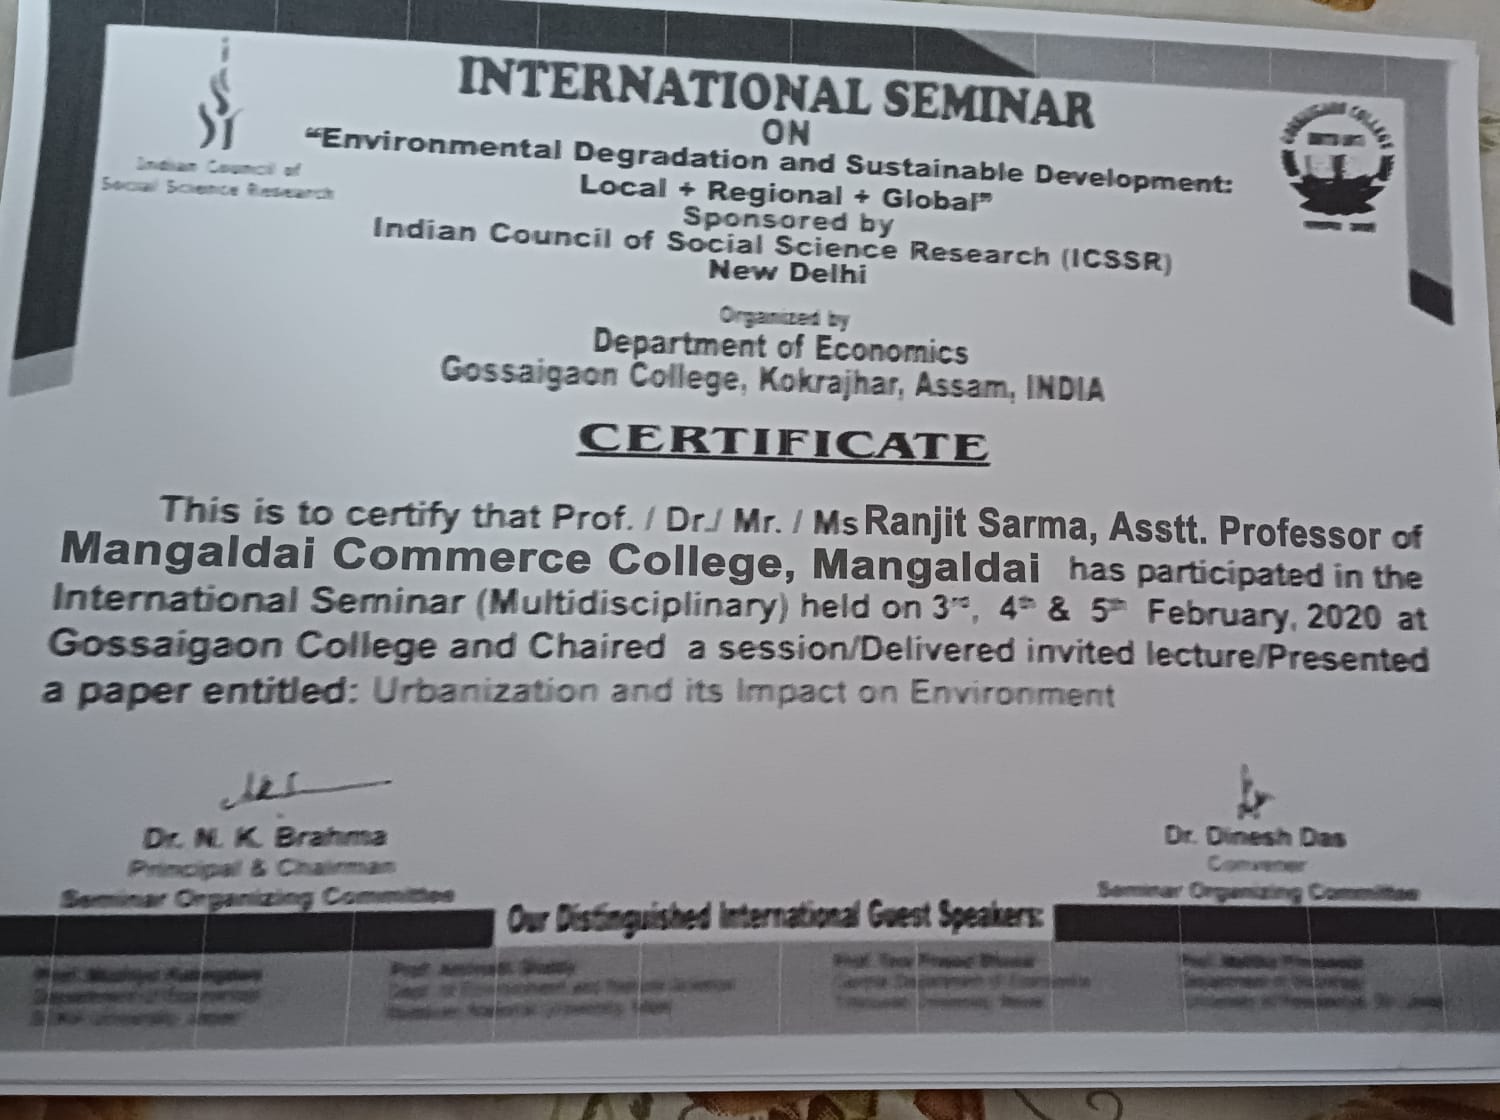 INTERNATIONAL SEMINAR
ON
Indian Council of
Social Science Research
“Environmental Degradation and Sustainable Development:
Local + Regional + Global”
Sponsored by
Indian Council of Social Science Research (ICSSR)
New Delhi
Organized by
Department of Economics
Gossaigaon College, Kokrajhar, Assam, INDIA
CERTIFICATE
This is to certify that Prof. / Dr./ Mr. / Ms Ranjit Sarma, Asstt. Professor of
Mangaldai Commerce College, Mangaldai has participated in the
International Seminar (Multidisciplinary) held on 3rd, 4th & 5th February, 2020 at
Gossaigaon College and Chaired a session/Delivered invited lecture/Presented
a paper entitled: Urbanization and its Impact on Environment
Dr. N. K. Brahma
Principal & Chairman
Seminar Organizing Committee
Dr. Dinesh Das
Convener
Seminar Organizing Committee
Our Distinguished International Guest Speakers: